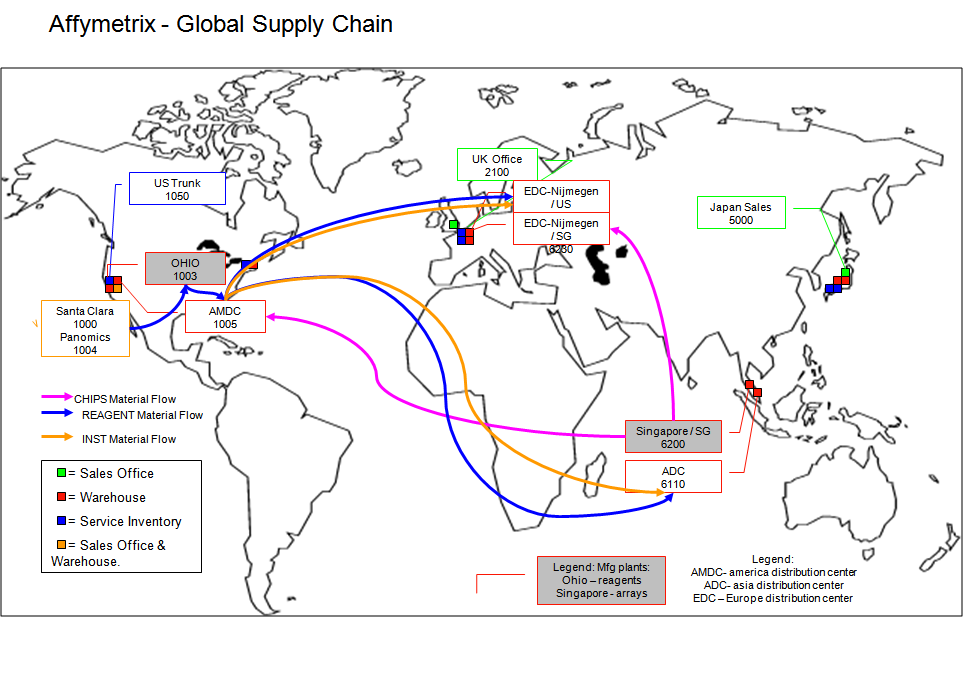 Affymetrix - Global Supply Chain
UK Office
2100
US Trunk
1050
EDC-Nijmegen
/ US
EDC-Nijmegen
/ SG
6230
Japan Sales
5000
OHIO
1003
AMDC
1005
Santa Clara
1000
Panomics
1004
CHIPS Material Flow
REAGENT Material Flow
INST Material Flow
Singapore / SG
6200
ADC
6110
= Sales Office
= Warehouse
= Service Inventory
= Sales Office &
Warehouse.
Legend: Mfg plants:
Ohio – reagents
Singapore - arrays
Legend:
AMDC- america distribution center
ADC- asia distribution center
EDC – Europe distribution center